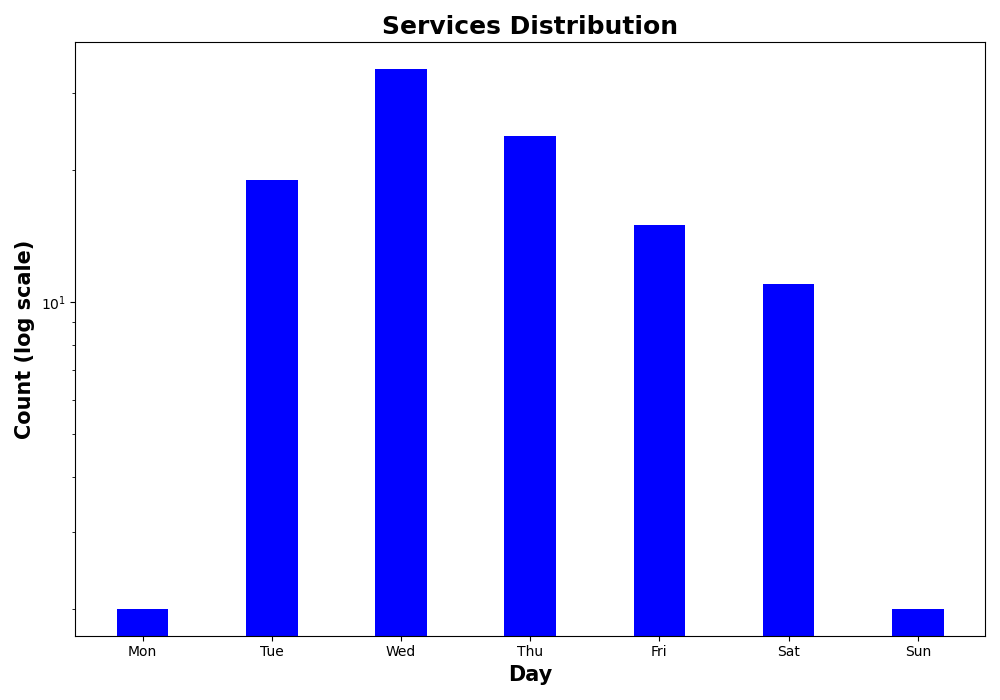 Services Distribution
Count (log scale)
10¹
Mon Tue Wed Thu Fri Sat Sun
Day